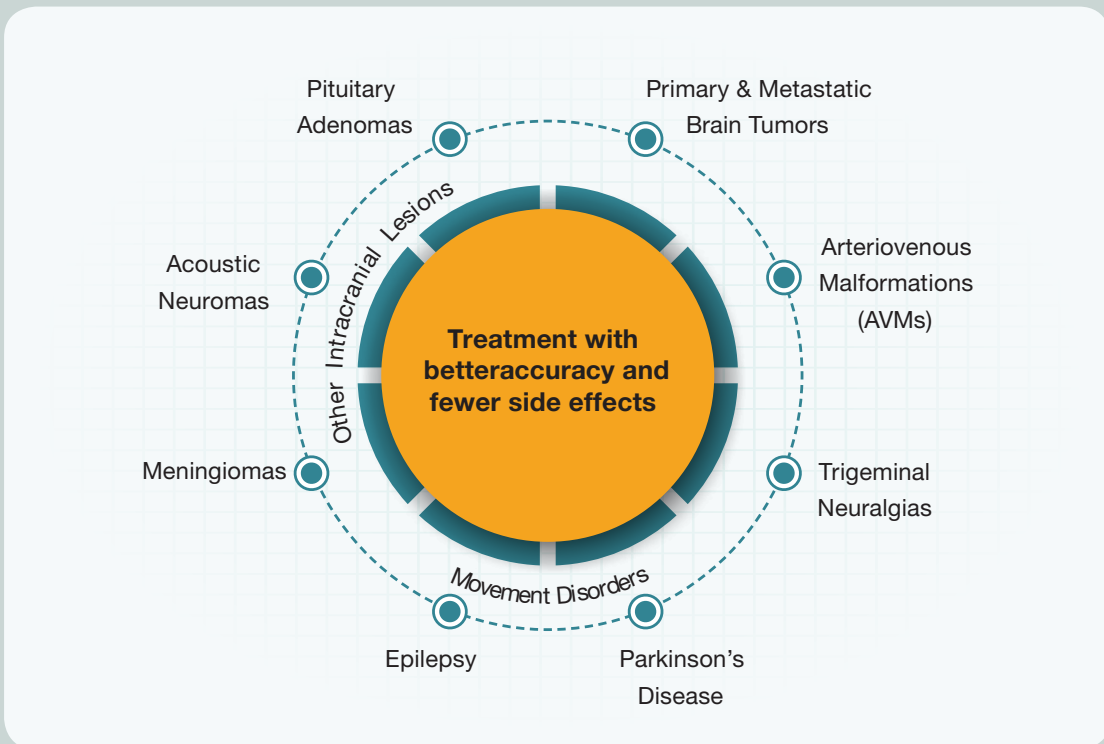 Pituitary
Adenomas
Primary & Metastatic
Brain Tumors
Other Intracranial Lesions
Acoustic
Neuromas
Arteriovenous
Malformations
(AVMs)
Treatment with
betteraccuracy and
fewer side effects
Meningiomas
Trigeminal
Neuralgias
Movement Disorders
Epilepsy
Parkinson’s
Disease